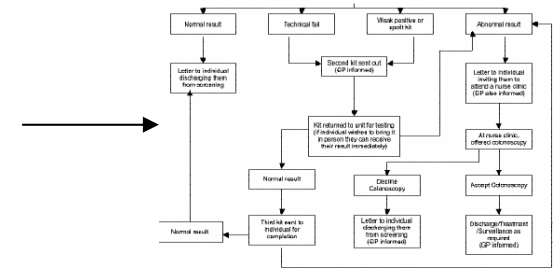 Normal result
Technical fail
Weak positive or
spoilt kit
Abnormal result
Letter to individual
discharging them
from screening
Second kit sent out
(GP informed)
Letter to individual
inviting them to
attend a nurse clinic
(GP also informed)
Kit returned to unit for testing
(if individual wishes to bring it
in person they can receive
their result immediately)
At nurse clinic,
offered colonoscopy
Normal result
Decline
Colonoscopy
Accept Colonoscopy
Normal result
Third kit sent to
individual for
completion
Letter to individual
discharging them
from screening
(GP informed)
Discharge/Treatment
/Surveillance as
required
(GP informed)